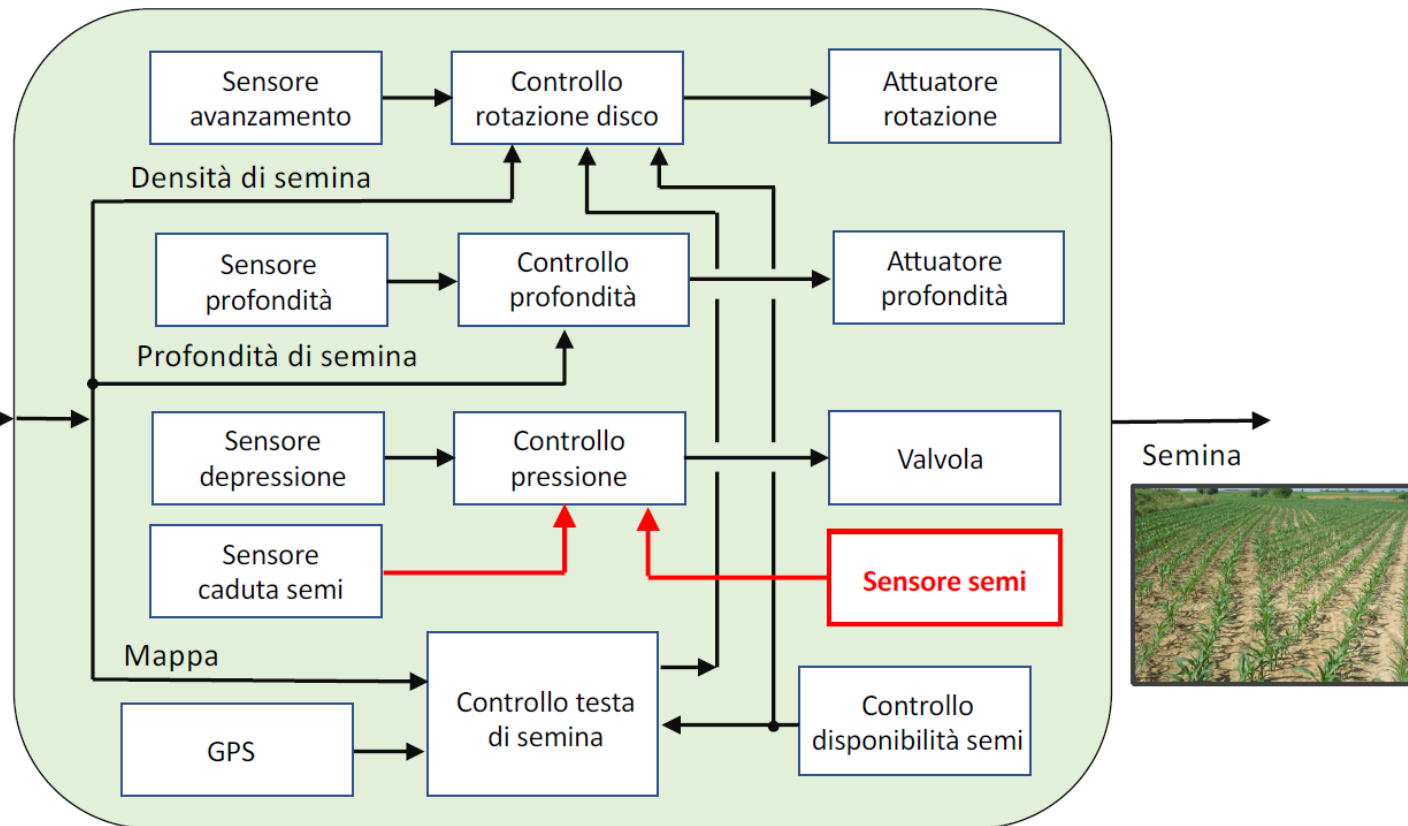 Sensore
avanzamento
Controllo
rotazione disco
Attuatore
rotazione
Densità di semina
Sensore
profondità
Controllo
profondità
Attuatore
profondità
Profondità di semina
Sensore
depressione
Controllo
pressione
Valvola
Semina
Sensore
caduta semi
Sensore semi
Mappa
Controllo testa
di semina
GPS
Controllo
disponibilità semi